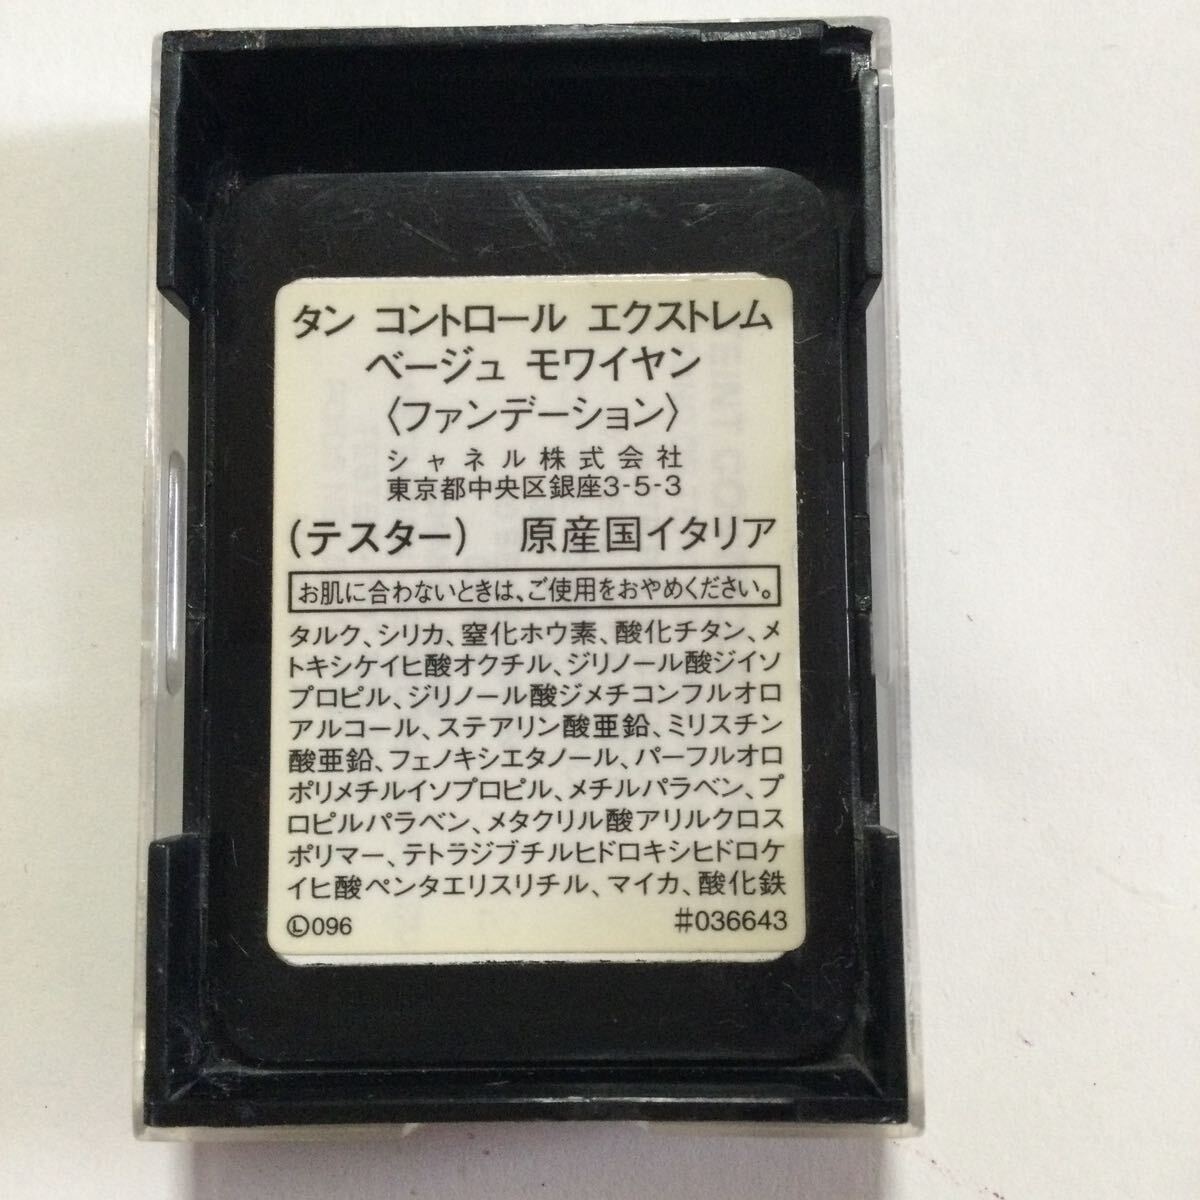 タン コントロール エクストレム
ベージュ モワイヤン
〈ファンデーション〉
シャネル株式会社
東京都中央区銀座3-5-3
(テスター) 原産国イタリア
お肌に合わないときは、ご使用をおやめください。
タルク、シリカ、窒化ホウ素、酸化チタン、メ
トキシケイヒ酸オクチル、ジリノール酸ジイソ
プロピル、ジリノール酸ジメチコンフルオロ
アルコール、ステアリン酸亜鉛、ミリスチン
酸亜鉛、フェノキシエタノール、パーフルオロ
ポリメチルイソプロピル、メチルパラベン、プ
ロピルパラベン、メタクリル酸アリルクロス
ポリマー、テトラジブチルヒドロキシヒドロケ
イヒ酸ペンタエリスリチル、マイカ、酸化鉄
Ⓛ096 #036643